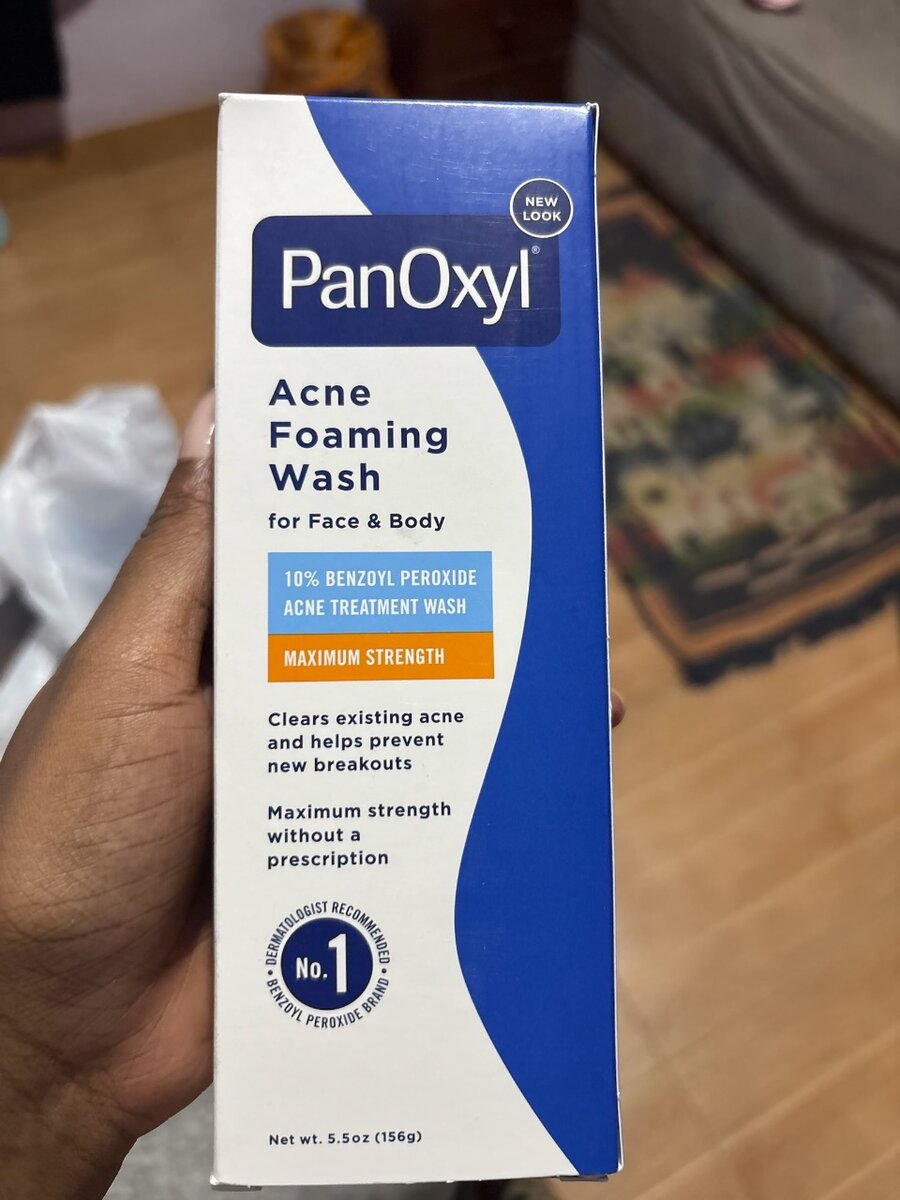 NEW
LOOK
PanOxyl®
Acne
Foaming
Wash
for Face & Body
10% BENZOYL PEROXIDE
ACNE TREATMENT WASH
MAXIMUM STRENGTH
Clears existing acne
and helps prevent
new breakouts
Maximum strength
without a
prescription
• DERMATOLOGIST RECOMMENDED •
No.1
BENZOYL PEROXIDE BRAND
Net wt. 5.5oz (156g)